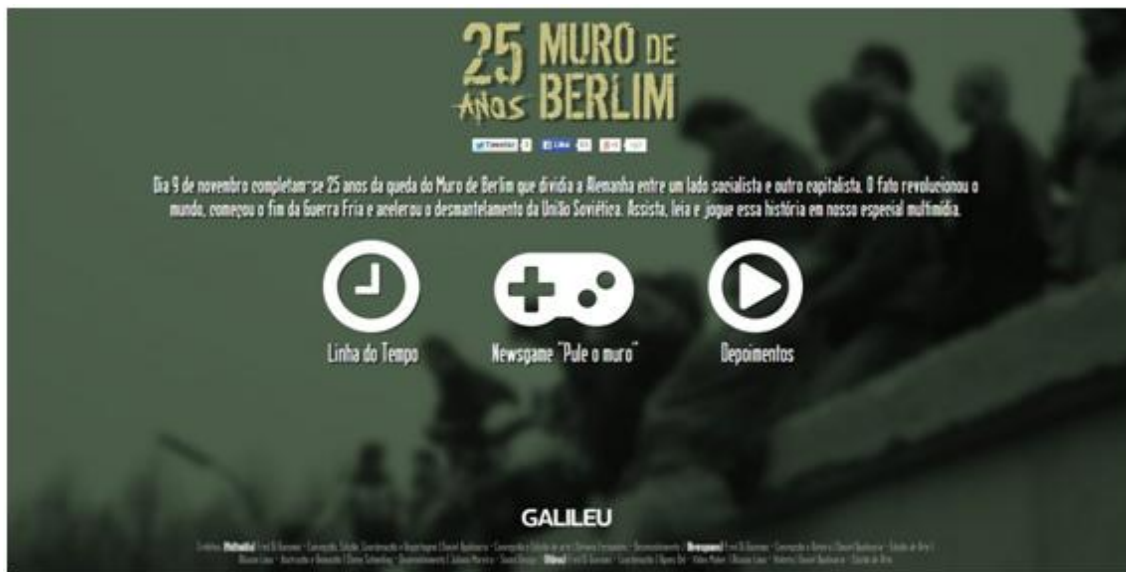 25 MURO DE
ANOS BERLIM
Tweetar Like
Dia 9 de novembro completam-se 25 anos da queda do Muro de Berlim que dividia a Alemanha entre um lado socialista e outro capitalista. O fato revolucionou o
mundo, começou o fim da Guerra Fria e acelerou o desmantelamento da União Soviética. Assista, leia e jogue essa história em nosso especial multimídia.
Linha do Tempo
Newsgame "Pule o muro"
Depoimentos
GALILEU